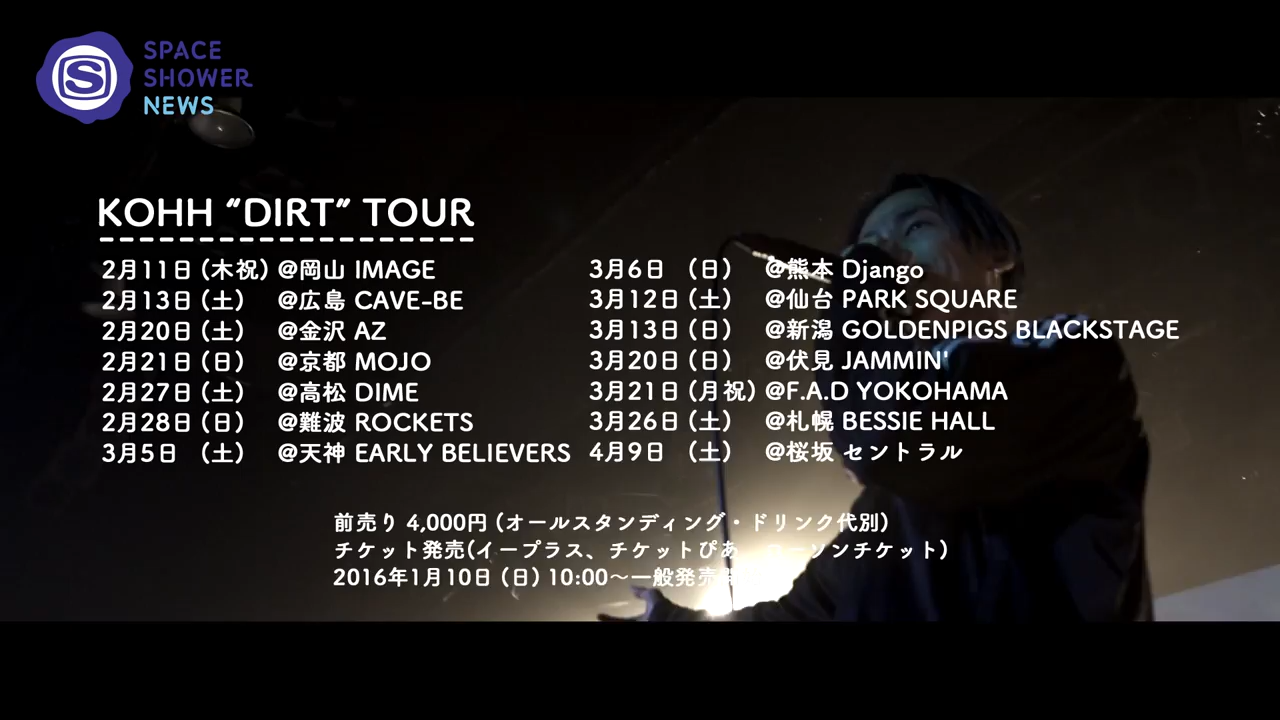 SPACE
SHOWER
NEWS
KOHH “DIRT” TOUR
2月11日（木祝）@岡山 IMAGE
2月13日（土） @広島 CAVE-BE
2月20日（土） @金沢 AZ
2月21日（日） @京都 MOJO
2月27日（土） @高松 DIME
2月28日（日） @難波 ROCKETS
3月5日 （土） @天神 EARLY BELIEVERS
3月6日 （日） @熊本 Django
3月12日（土） @仙台 PARK SQUARE
3月13日（日） @新潟 GOLDENPIGS BLACKSTAGE
3月20日（日） @伏見 JAMMIN'
3月21日（月祝）@F.A.D YOKOHAMA
3月26日（土） @札幌 BESSIE HALL
4月9日 （土） @桜坂 セントラル
前売り 4,000円（オールスタンディング・ドリンク代別）
チケット発売(イープラス、チケットぴあ、ローソンチケット)
2016年1月10日（日）10:00～一般発売